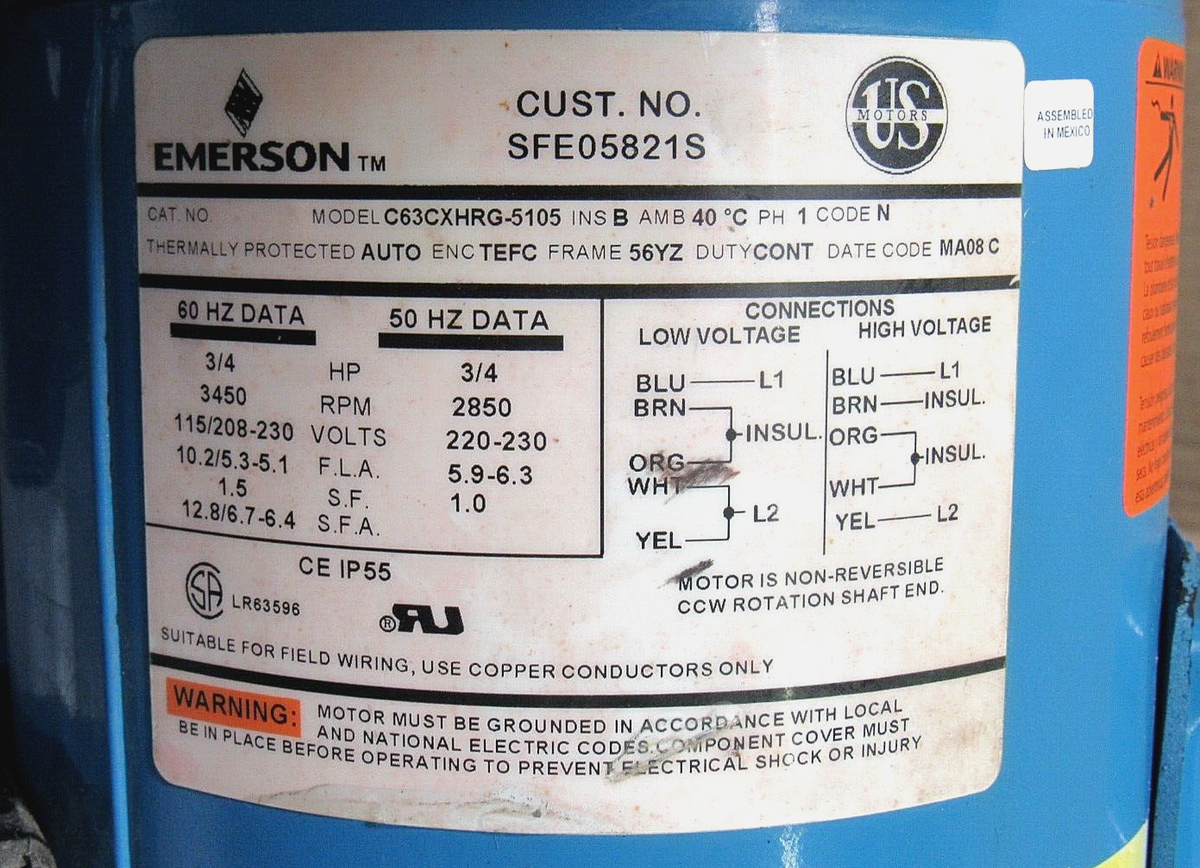 EMERSON TM
CUST. NO.
SFE05821S
US
MOTORS
ASSEMBLED
IN MEXICO
CAT. NO. MODEL C63CXHRG-5105 INS B AMB 40 °C PH 1 CODE N
THERMALLY PROTECTED AUTO ENC TEFC FRAME 56YZ DUTY CONT DATE CODE MA08 C
60 HZ DATA 50 HZ DATA
3/4 HP 3/4
3450 RPM 2850
115/208-230 VOLTS 220-230
10.2/5.3-5.1 F.L.A. 5.9-6.3
1.5 S.F. 1.0
12.8/6.7-6.4 S.F.A.
CONNECTIONS
LOW VOLTAGE HIGH VOLTAGE
BLU L1 BLU L1
BRN BRN INSUL.
INSUL. ORG
ORG INSUL.
WHT WHT
L2 YEL L2
YEL
CE IP55
SA LR63596
® RU
MOTOR IS NON-REVERSIBLE
CCW ROTATION SHAFT END.
SUITABLE FOR FIELD WIRING, USE COPPER CONDUCTORS ONLY
WARNING: MOTOR MUST BE GROUNDED IN ACCORDANCE WITH LOCAL
AND NATIONAL ELECTRIC CODES. COMPONENT COVER MUST
BE IN PLACE BEFORE OPERATING TO PREVENT ELECTRICAL SHOCK OR INJURY